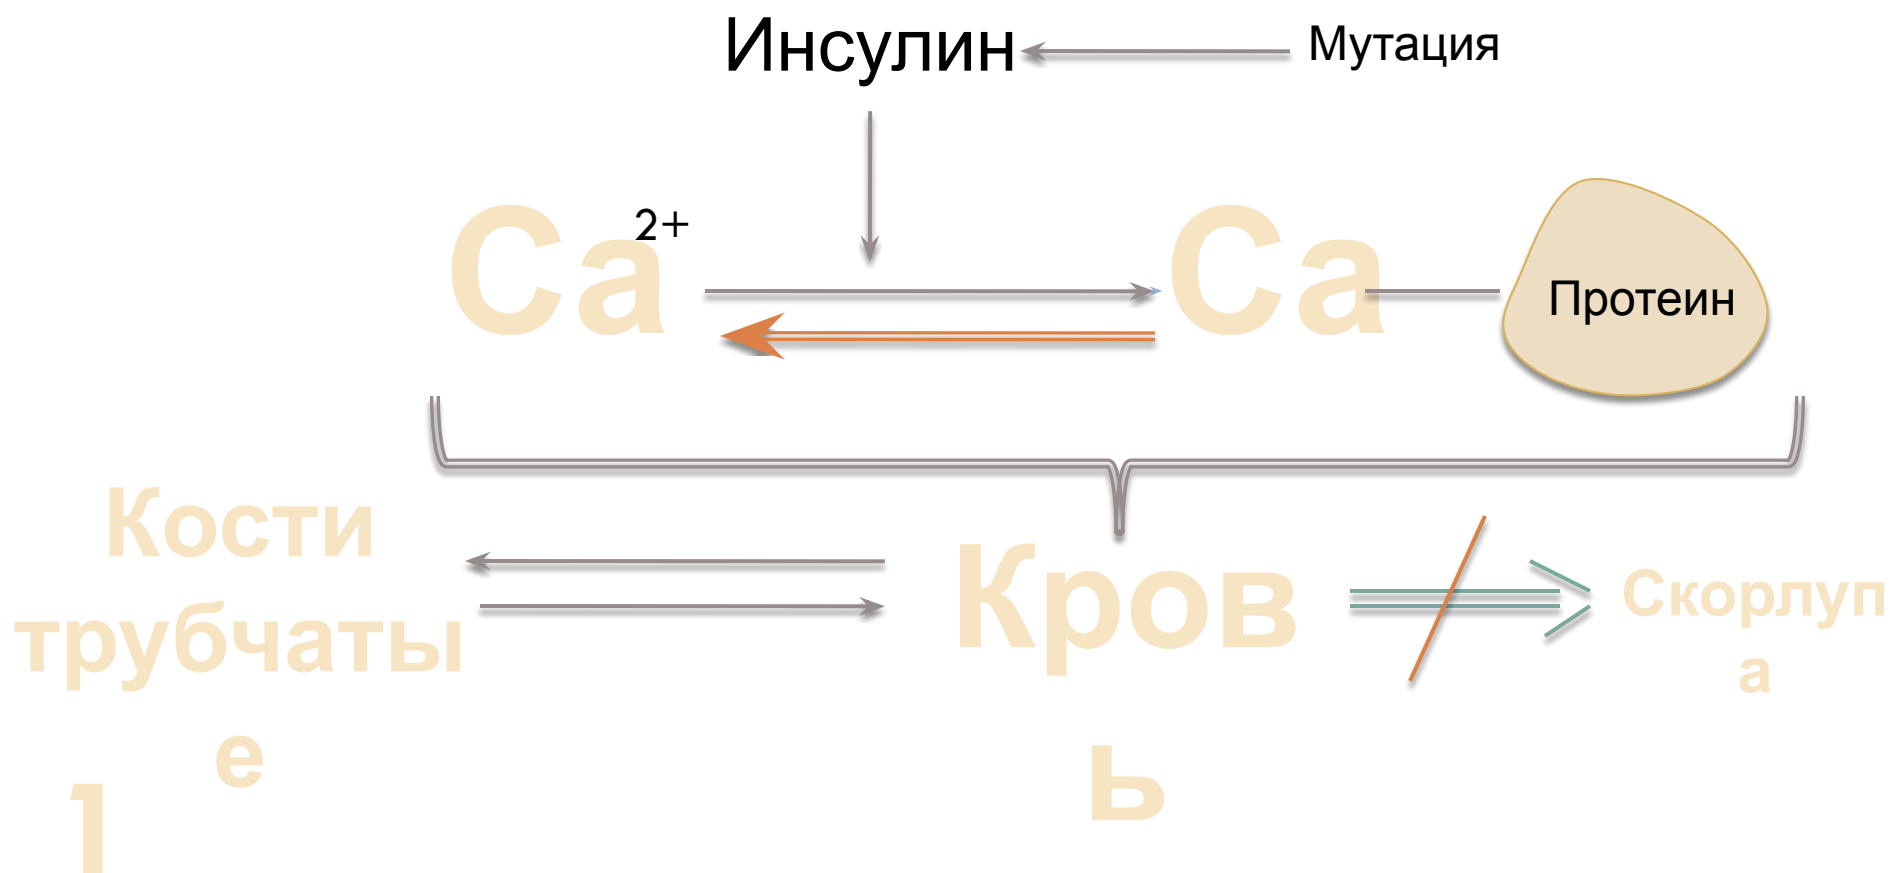 Инсулин
Мутация
Ca
2+
Ca
Протеин
Кости
трубчаты
е
Кров
ь
Скорлуп
а
1